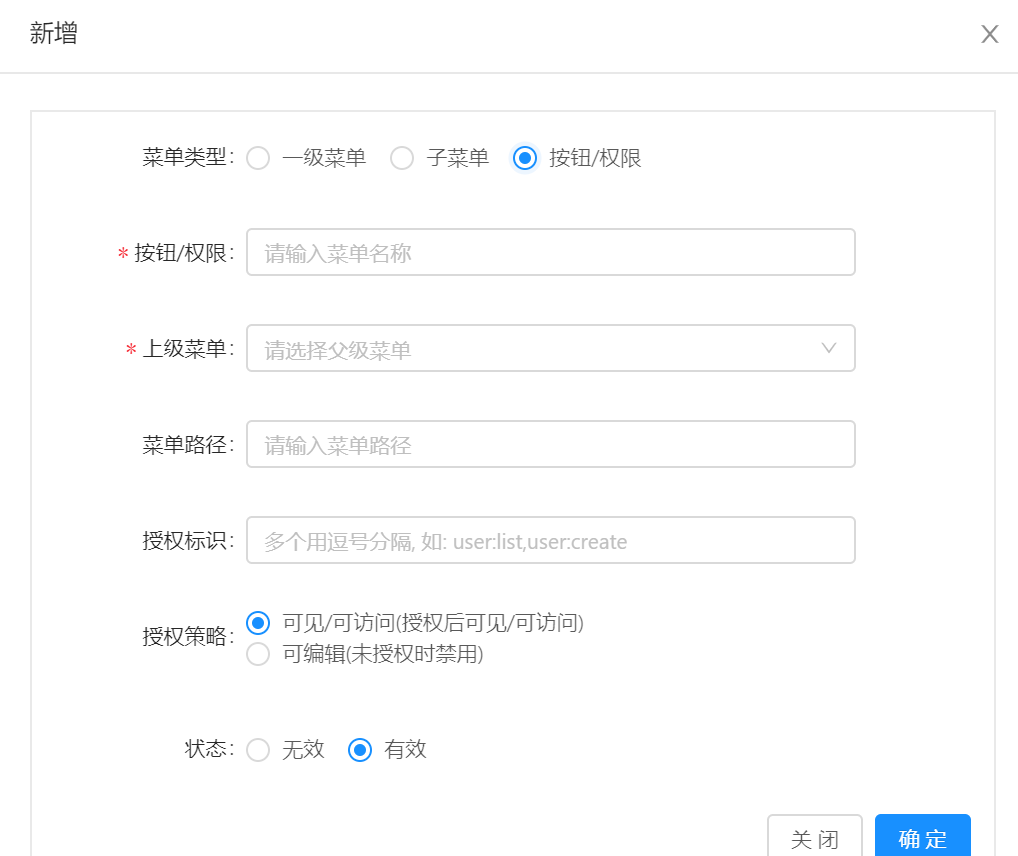 新增
菜单类型: 一级菜单 子菜单 按钮/权限
* 按钮/权限: 请输入菜单名称
* 上级菜单: 请选择父级菜单
菜单路径: 请输入菜单路径
授权标识: 多个用逗号分隔, 如: user:list,user:create
授权策略: 可见/可访问(授权后可见/可访问)
可编辑(未授权时禁用)
状态: 无效 有效
关 闭 确 定